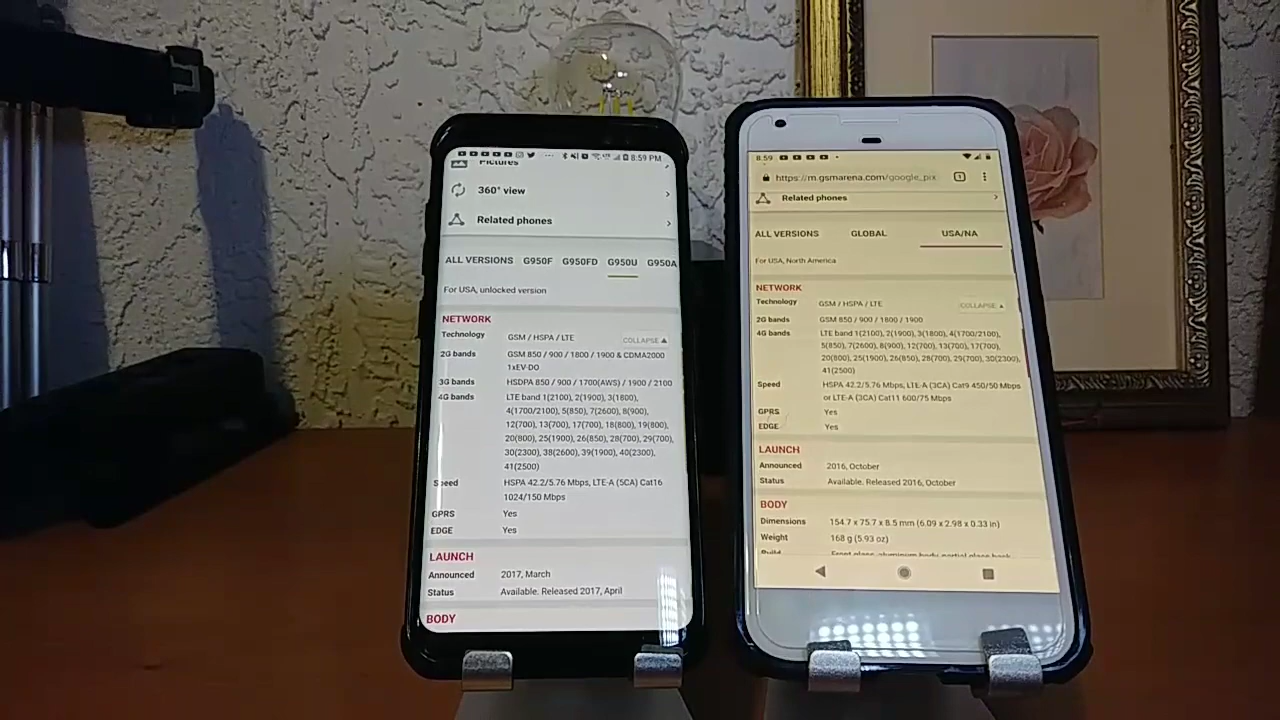 8:59 PM
Pictures
360° view
Related phones
ALL VERSIONS G950F G950FD G950U G950A
For USA, unlocked version
NETWORK
Technology GSM / HSPA / LTE COLLAPSE
2G bands GSM 850 / 900 / 1800 / 1900 & CDMA2000
1xEV-DO
3G bands HSDPA 850 / 900 / 1700(AWS) / 1900 / 2100
4G bands LTE band 1(2100), 2(1900), 3(1800),
4(1700/2100), 5(850), 7(2600), 8(900),
12(700), 13(700), 17(700), 18(800), 19(800),
20(800), 25(1900), 26(850), 28(700), 29(700),
30(2300), 38(2600), 39(1900), 40(2300),
41(2500)
Speed HSPA 42.2/5.76 Mbps, LTE-A (5CA) Cat16
1024/150 Mbps
GPRS Yes
EDGE Yes
LAUNCH
Announced 2017, March
Status Available. Released 2017, April
BODY
8:59
https://m.gsmarena.com/google_pix 1
Related phones
ALL VERSIONS GLOBAL USA/NA
For USA, North America
NETWORK
Technology GSM / HSPA / LTE COLLAPSE
2G bands GSM 850 / 900 / 1800 / 1900
4G bands LTE band 1(2100), 2(1900), 3(1800), 4(1700/2100),
5(850), 7(2600), 8(900), 12(700), 13(700), 17(700),
20(800), 25(1900), 26(850), 28(700), 29(700), 30(2300),
41(2500)
Speed HSPA 42.2/5.76 Mbps, LTE-A (3CA) Cat9 450/50 Mbps
or LTE-A (3CA) Cat11 600/75 Mbps
GPRS Yes
EDGE Yes
LAUNCH
Announced 2016, October
Status Available. Released 2016, October
BODY
Dimensions 154.7 x 75.7 x 8.5 mm (6.09 x 2.98 x 0.33 in)
Weight 168 g (5.93 oz)
Build Front glass, aluminum body, partial glass back